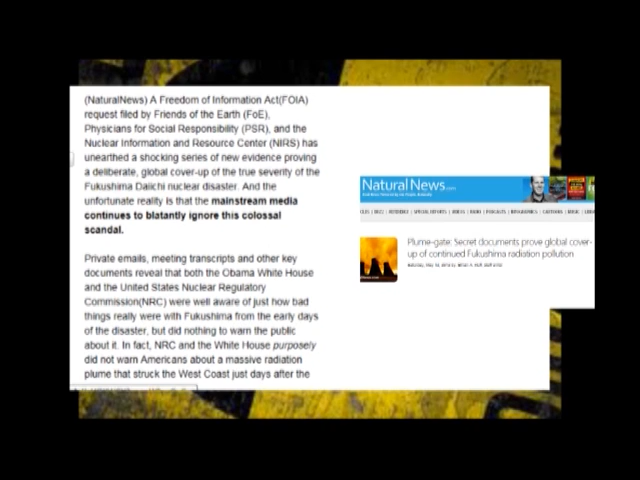 (NaturalNews) A Freedom of Information Act(FOIA)
request filed by Friends of the Earth (FoE),
Physicians for Social Responsibility (PSR), and the
Nuclear Information and Resource Center (NIRS) has
unearthed a shocking series of new evidence proving
a deliberate, global cover-up of the true severity of the
Fukushima Daiichi nuclear disaster. And the
unfortunate reality is that the mainstream media
continues to blatantly ignore this colossal
scandal.
Private emails, meeting transcripts and other key
documents reveal that both the Obama White House
and the United States Nuclear Regulatory
Commission(NRC) were well aware of just how bad
things really were with Fukushima from the early days
of the disaster, but did nothing to warn the public
about it. In fact, NRC and the White House purposely
did not warn Americans about a massive radiation
plume that struck the West Coast just days after the
NaturalNews.com
Plume-gate: Secret documents prove global cover-
up of continued Fukushima radiation pollution